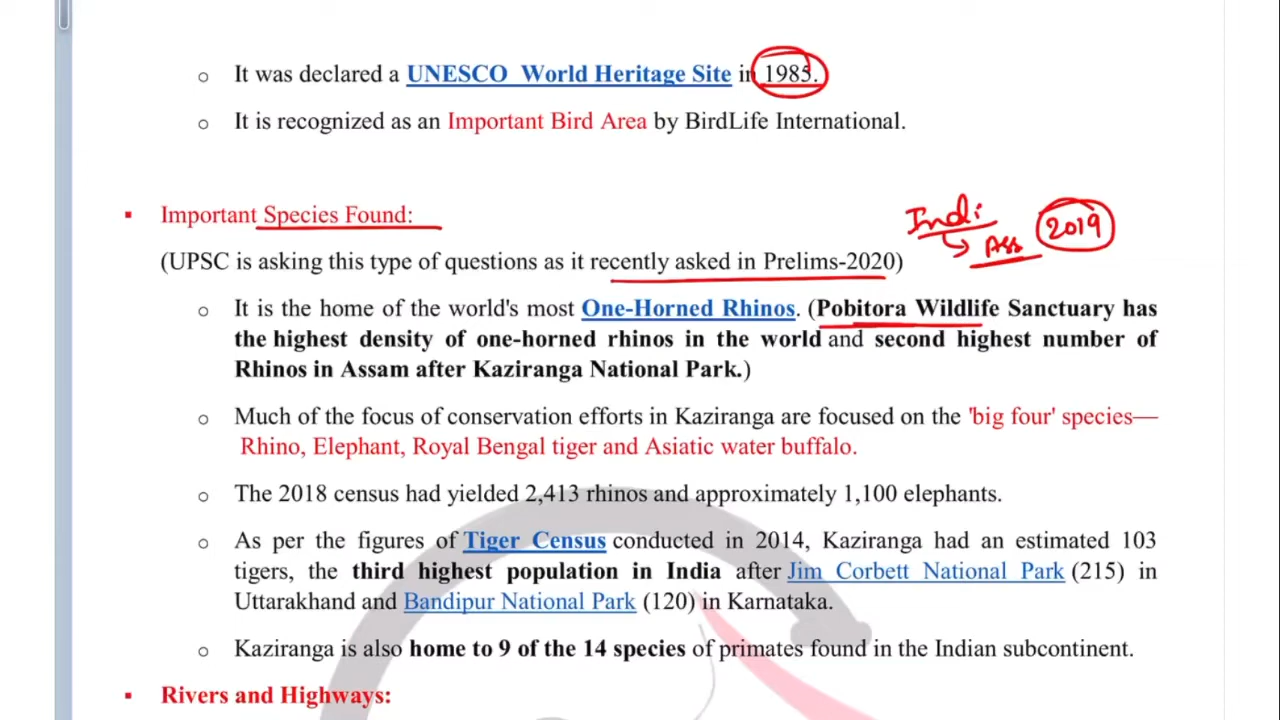 o It was declared a UNESCO World Heritage Site in 1985.
o It is recognized as an Important Bird Area by BirdLife International.
▪ Important Species Found:
Indi
→ Ass
2019
(UPSC is asking this type of questions as it recently asked in Prelims-2020)
o It is the home of the world's most One-Horned Rhinos. (Pobitora Wildlife Sanctuary has
the highest density of one-horned rhinos in the world and second highest number of
Rhinos in Assam after Kaziranga National Park.)
o Much of the focus of conservation efforts in Kaziranga are focused on the 'big four' species—
Rhino, Elephant, Royal Bengal tiger and Asiatic water buffalo.
o The 2018 census had yielded 2,413 rhinos and approximately 1,100 elephants.
o As per the figures of Tiger Census conducted in 2014, Kaziranga had an estimated 103
tigers, the third highest population in India after Jim Corbett National Park (215) in
Uttarakhand and Bandipur National Park (120) in Karnataka.
o Kaziranga is also home to 9 of the 14 species of primates found in the Indian subcontinent.
▪ Rivers and Highways: